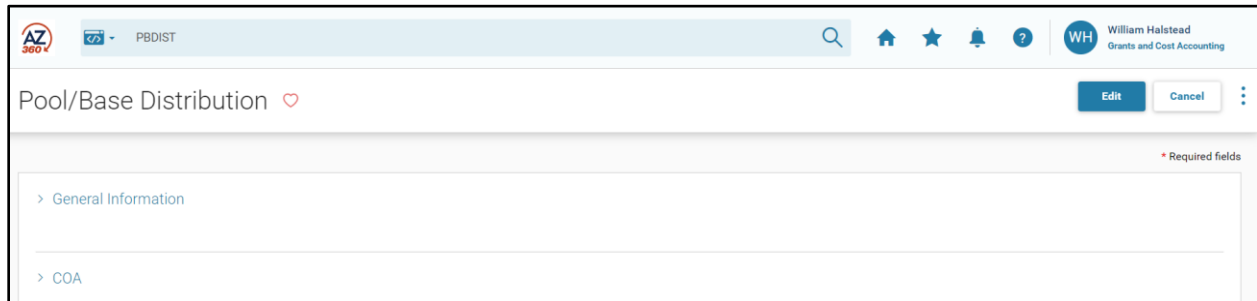 AZ
360
</> PBDIST
?
WH
William Halstead
Grants and Cost Accounting
Pool/Base Distribution
Edit
Cancel
* Required fields
> General Information
> COA